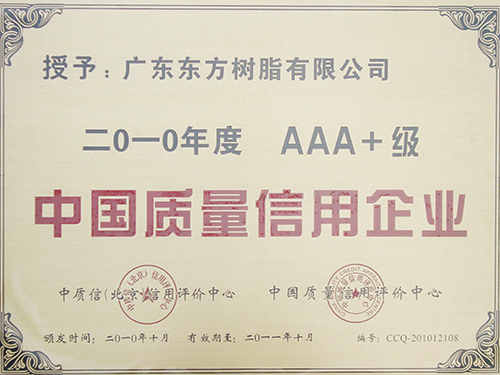 授予：广东东方树脂有限公司
二0一0年度 AAA＋级
中国质量信用企业
中质信(北京)信用评价中心 中国质量信用评价中心
颁发时间：二0一0年十月 有效期至：二0一一年十月 编号：CCQ-201012108